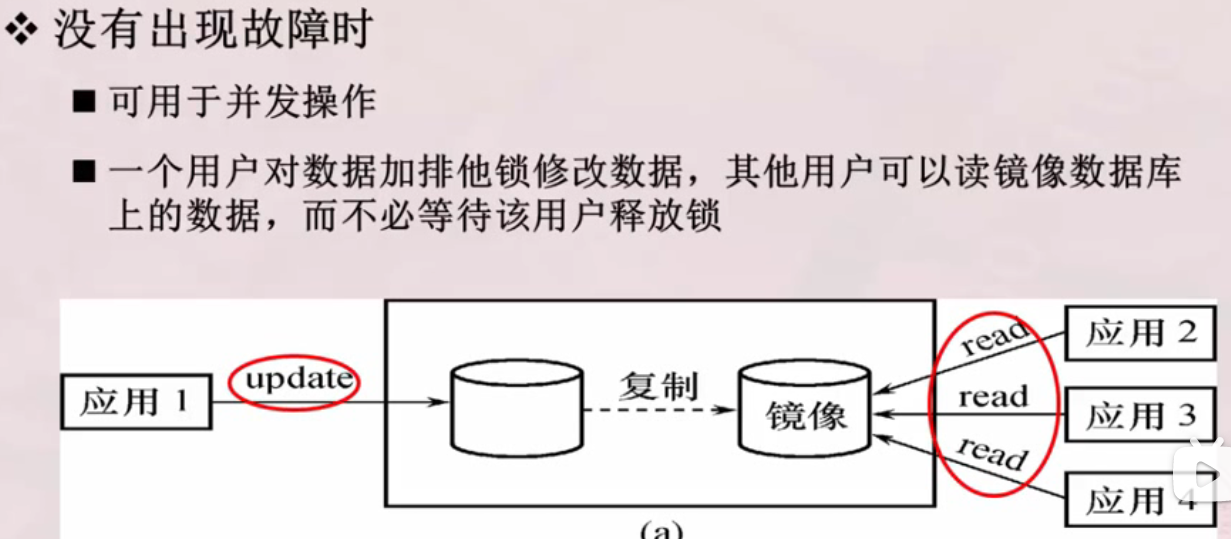 ❖ 没有出现故障时
■ 可用于并发操作
■ 一个用户对数据加排他锁修改数据，其他用户可以读镜像数据库
上的数据，而不必等待该用户释放锁
应用 1
update
复制
镜像
read
read
read
应用 2
应用 3
应用 4
(a)